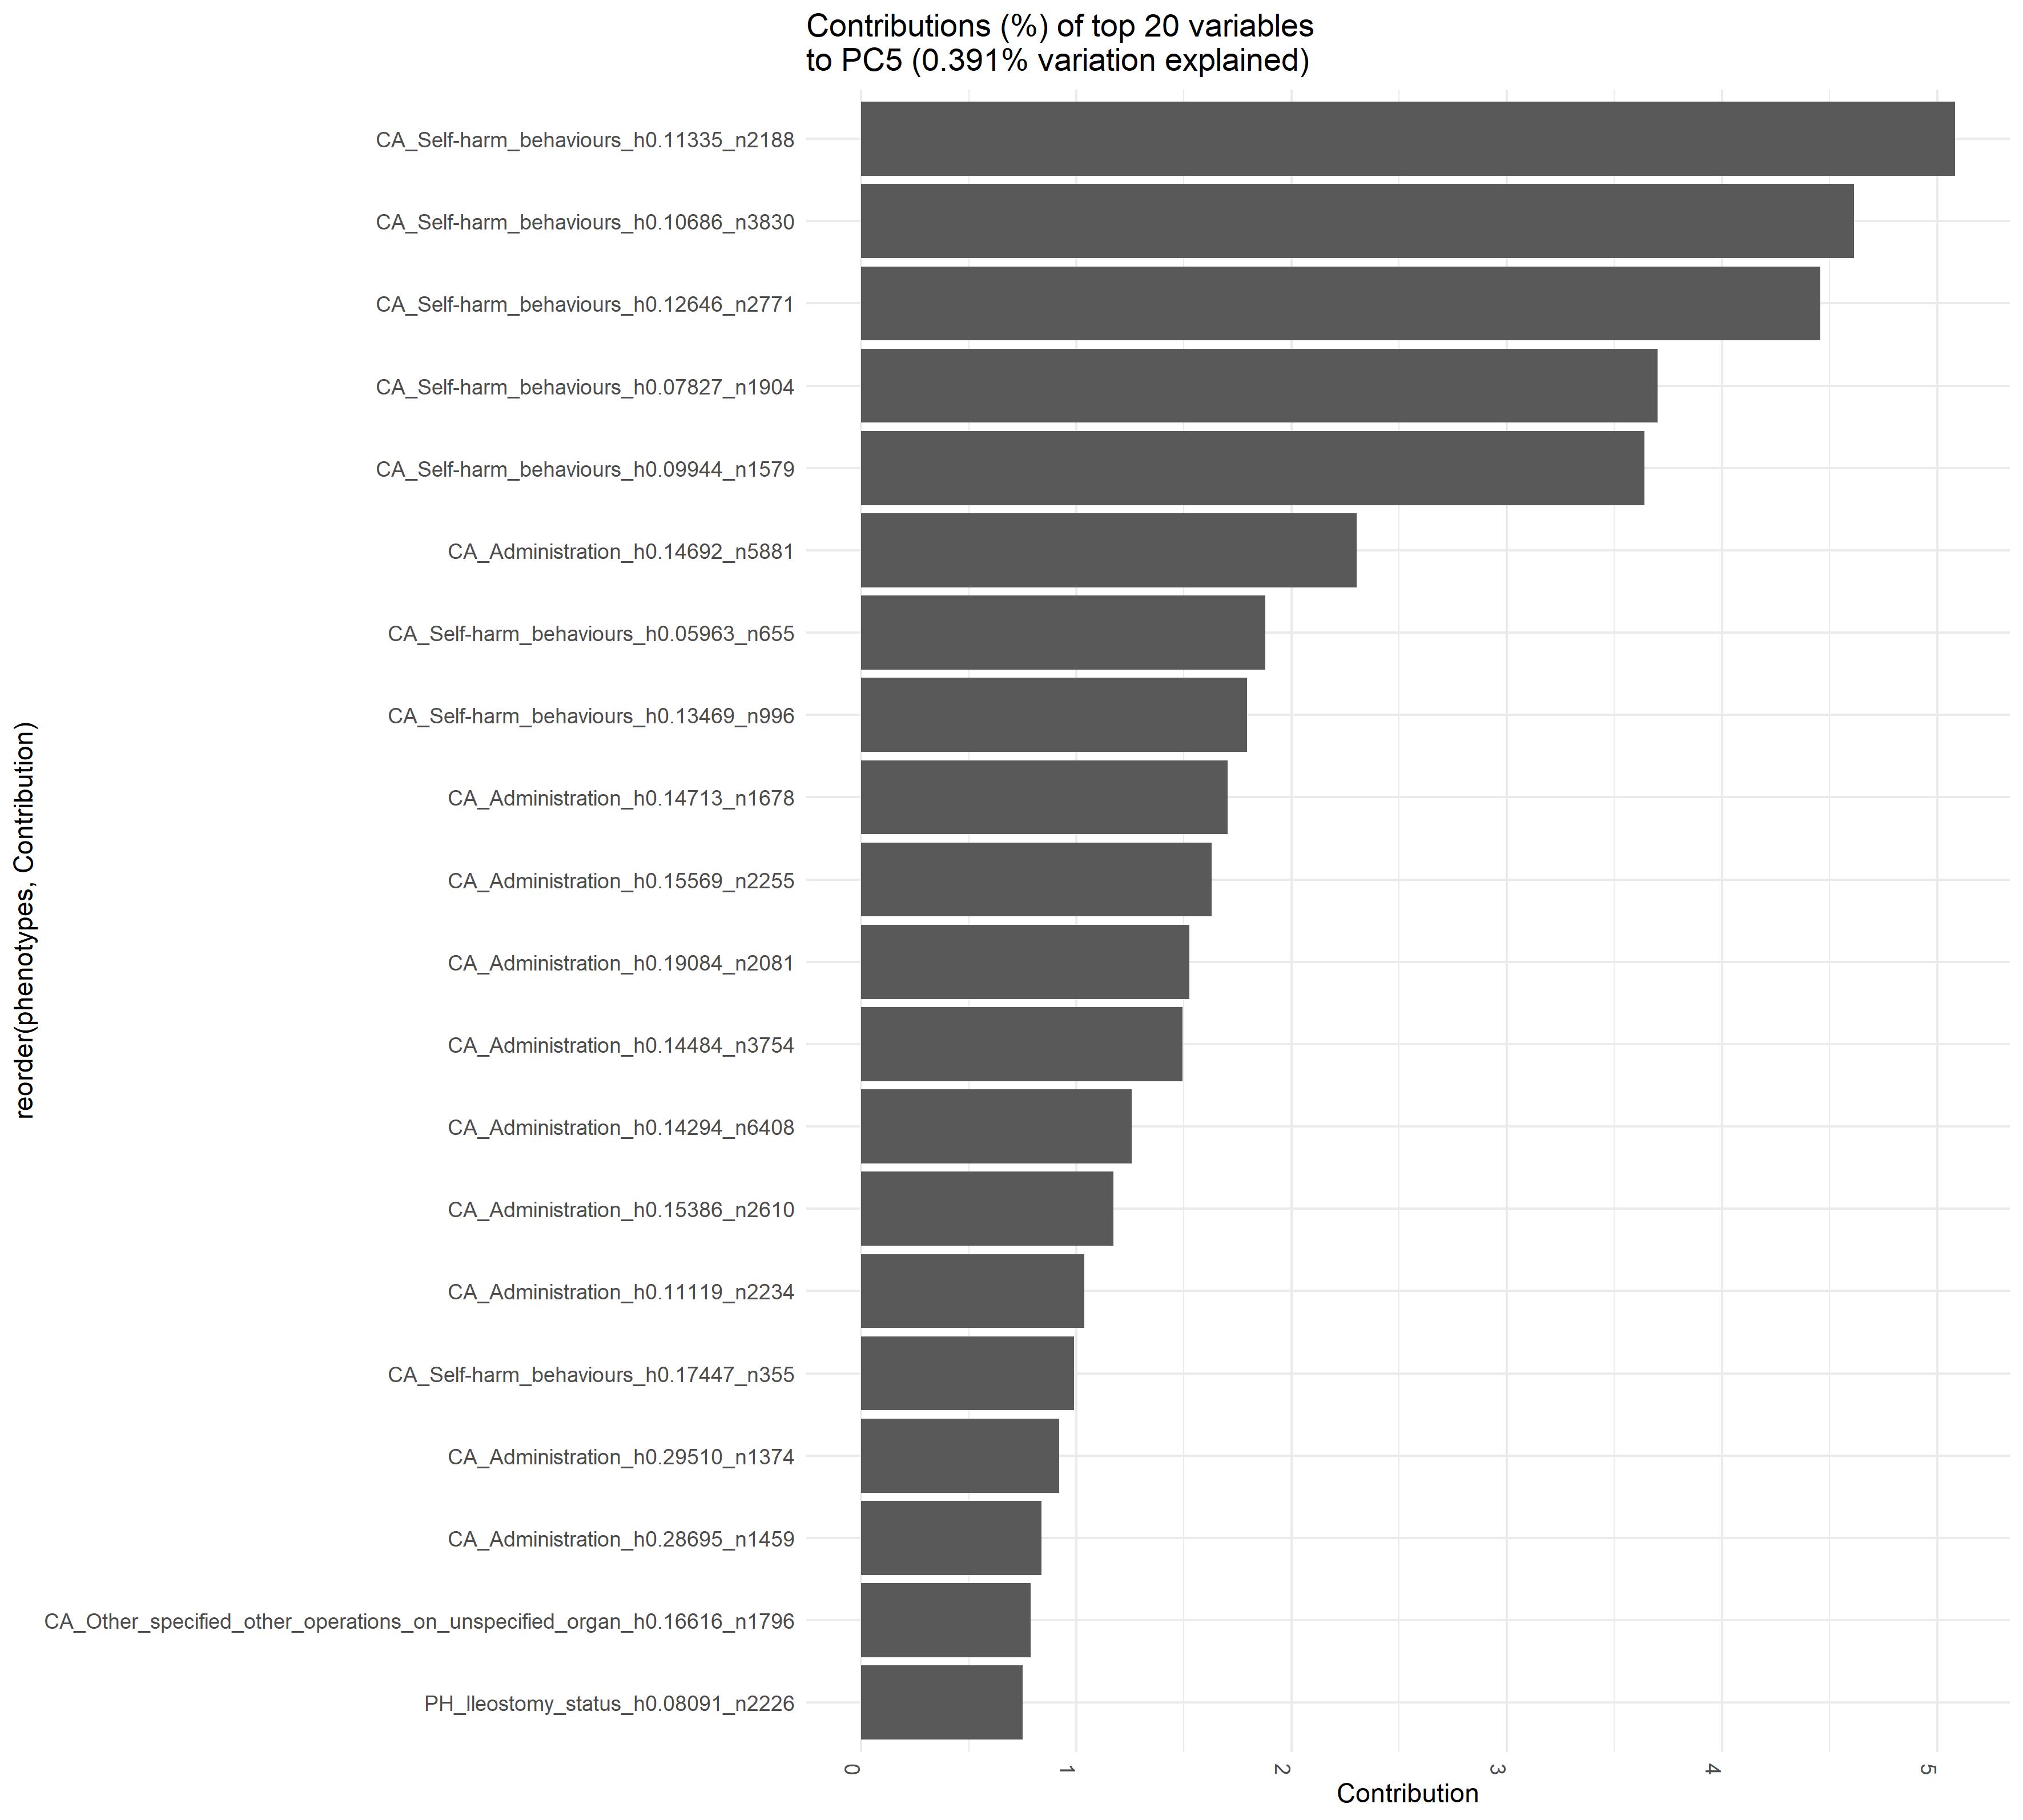 Contributions (%) of top 20 variables
to PC5 (0.391% variation explained)
CA_Self-harm_behaviours_h0.11335_n2188
CA_Self-harm_behaviours_h0.10686_n3830
CA_Self-harm_behaviours_h0.12646_n2771
CA_Self-harm_behaviours_h0.07827_n1904
CA_Self-harm_behaviours_h0.09944_n1579
CA_Administration_h0.14692_n5881
CA_Self-harm_behaviours_h0.05963_n655
CA_Self-harm_behaviours_h0.13469_n996
CA_Administration_h0.14713_n1678
CA_Administration_h0.15569_n2255
CA_Administration_h0.19084_n2081
CA_Administration_h0.14484_n3754
CA_Administration_h0.14294_n6408
CA_Administration_h0.15386_n2610
CA_Administration_h0.11119_n2234
CA_Self-harm_behaviours_h0.17447_n355
CA_Administration_h0.29510_n1374
CA_Administration_h0.28695_n1459
CA_Other_specified_other_operations_on_unspecified_organ_h0.16616_n1796
PH_Ileostomy_status_h0.08091_n2226
reorder(phenotypes, Contribution)
0 1 2 3 4 5
Contribution